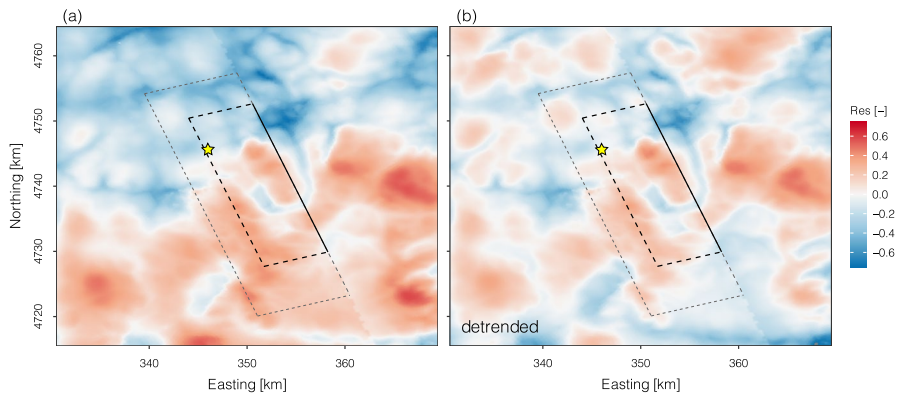 (a)
(b)
4760
4750
4740
4730
4720
Northing [km]
340
350
360
Easting [km]
detrended
340
350
360
Easting [km]
Res [−]
0.6
0.4
0.2
0.0
−0.2
−0.4
−0.6